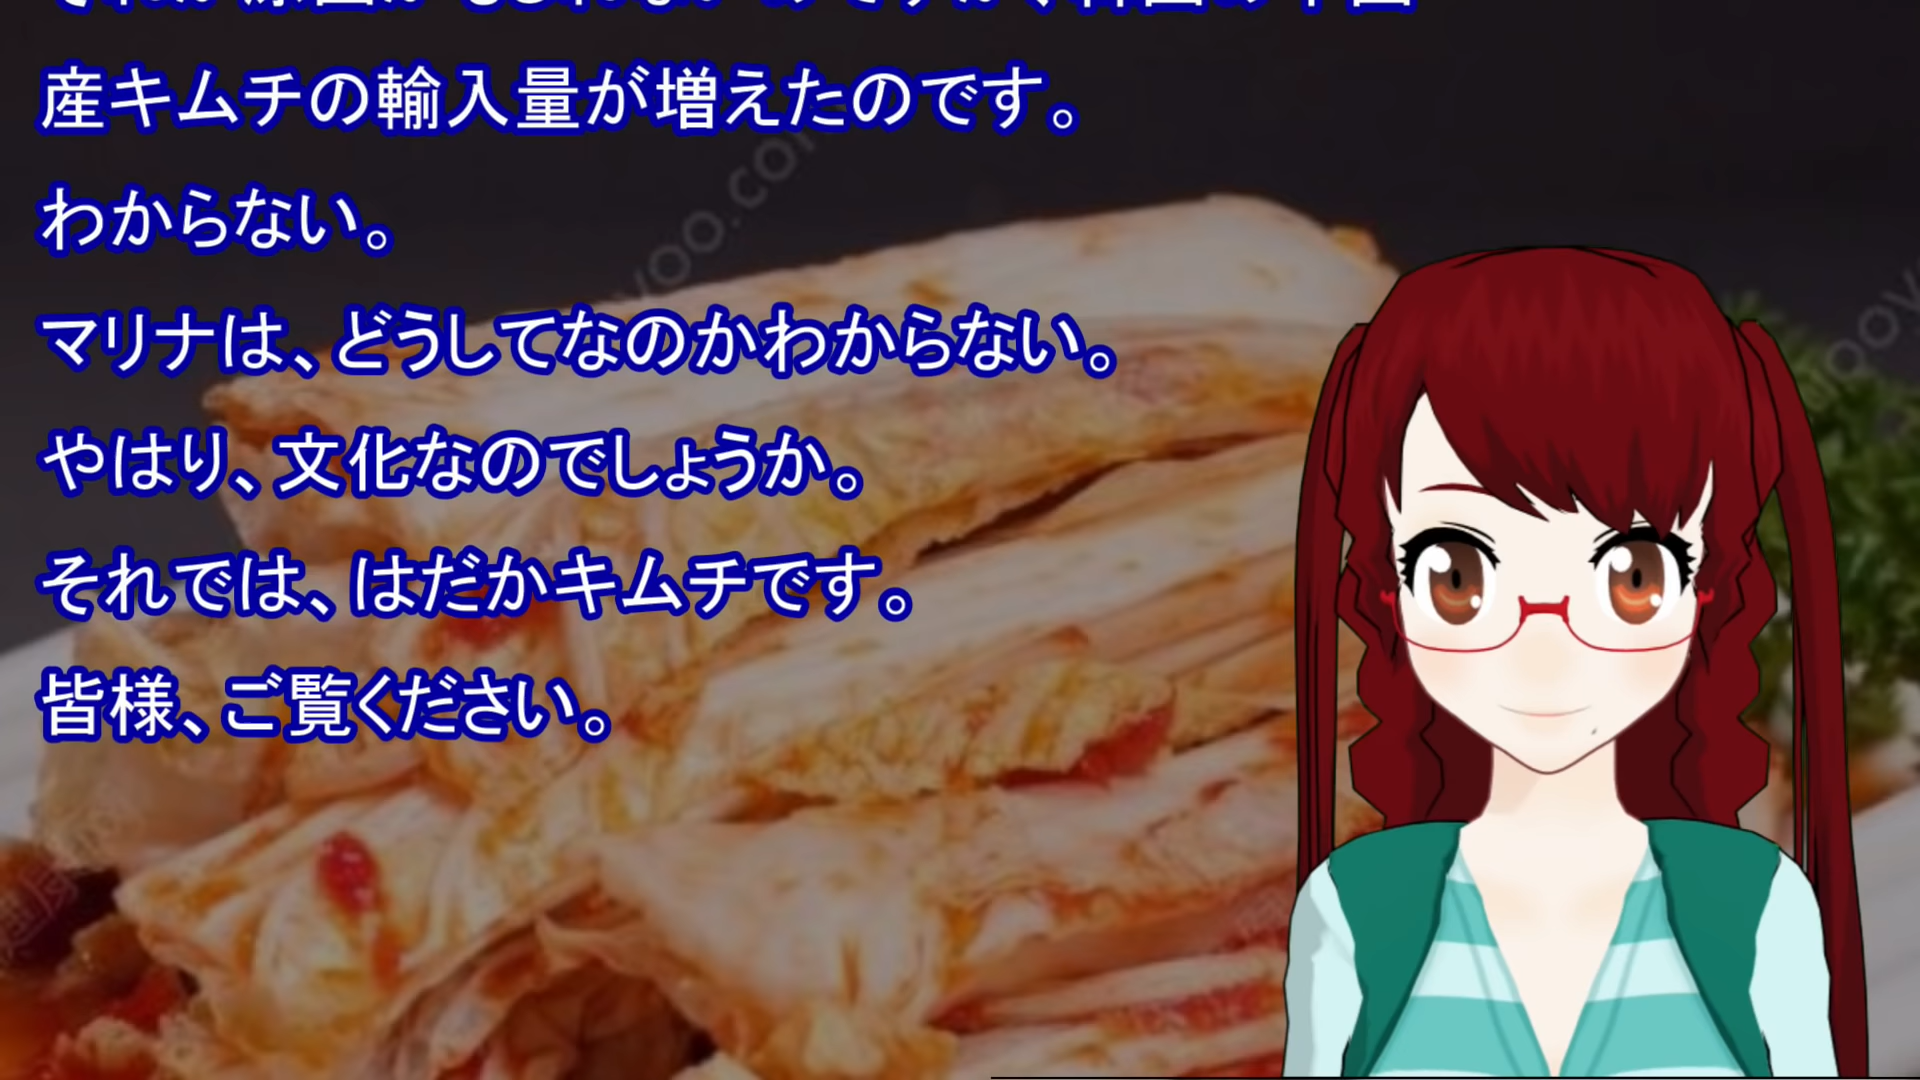 産キムチの輸入量が増えたのです。
わからない。
マリナは、どうしてなのかわからない。
やはり、文化なのでしょうか。
それでは、はだかキムチです。
皆様、ご覧ください。